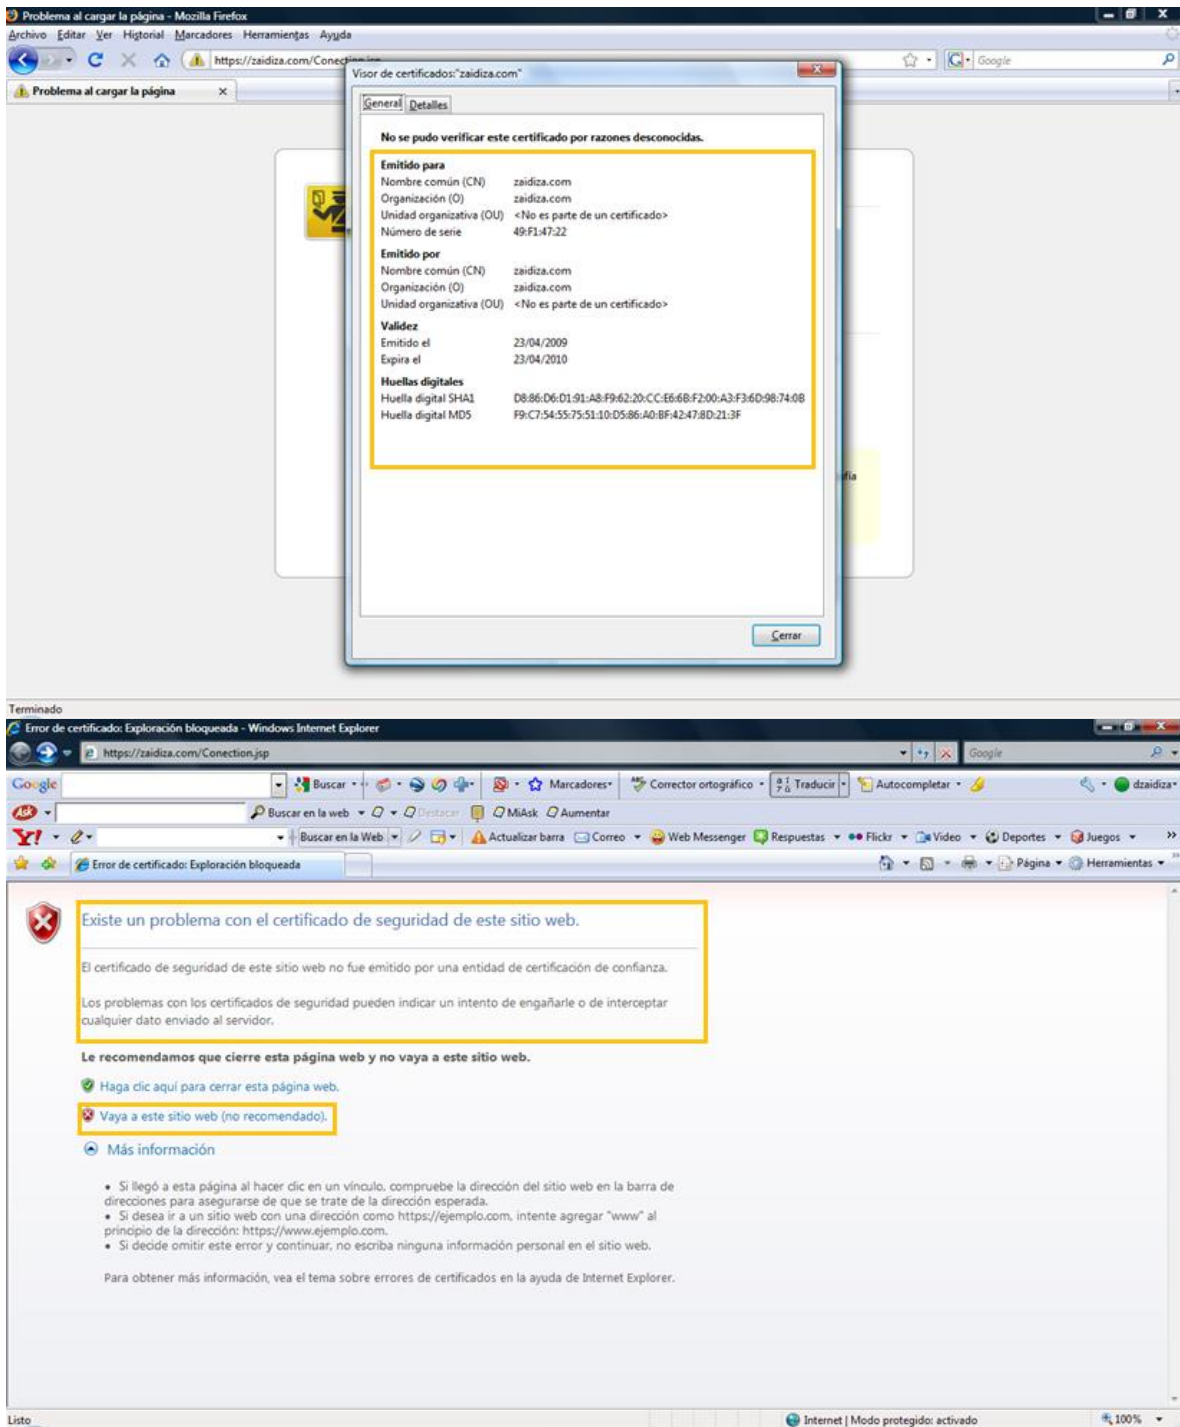 Problema al cargar la página - Mozilla Firefox
Archivo Editar Ver Historial Marcadores Herramientas Ayuda
https://zaidiza.com/Conection.jsp
Google
Problema al cargar la página
Visor de certificados:"zaidiza.com"
General Detalles
No se pudo verificar este certificado por razones desconocidas.
Emitido para
Nombre común (CN) zaidiza.com
Organización (O) zaidiza.com
Unidad organizativa (OU) <No es parte de un certificado>
Número de serie 49:F1:47:22
Emitido por
Nombre común (CN) zaidiza.com
Organización (O) zaidiza.com
Unidad organizativa (OU) <No es parte de un certificado>
Validez
Emitido el 23/04/2009
Expira el 23/04/2010
Huellas digitales
Huella digital SHA1 D8:86:D6:D1:91:A8:F9:62:20:CC:E6:6B:F2:00:A3:F3:6D:98:74:0B
Huella digital MD5 F9:C7:54:55:75:51:10:D5:86:A0:BF:42:47:8D:21:3F
Cerrar
Terminado
Error de certificado: Exploración bloqueada - Windows Internet Explorer
https://zaidiza.com/Conection.jsp
Google
Google Buscar Marcadores Corrector ortográfico Traducir Autocompletar dzaidiza
Ask Buscar en la web Destacar MiAsk Aumentar
Y! Buscar en la Web Actualizar barra Correo Web Messenger Respuestas Flickr Video Deportes Juegos »
Error de certificado: Exploración bloqueada Página Herramientas
Existe un problema con el certificado de seguridad de este sitio web.
El certificado de seguridad de este sitio web no fue emitido por una entidad de certificación de confianza.
Los problemas con los certificados de seguridad pueden indicar un intento de engañarle o de interceptar
cualquier dato enviado al servidor.
Le recomendamos que cierre esta página web y no vaya a este sitio web.
Haga clic aquí para cerrar esta página web.
Vaya a este sitio web (no recomendado).
Más información
• Si llegó a esta página al hacer clic en un vínculo, compruebe la dirección del sitio web en la barra de
direcciones para asegurarse de que se trate de la dirección esperada.
• Si desea ir a un sitio web con una dirección como https://ejemplo.com, intente agregar "www" al
principio de la dirección: https://www.ejemplo.com.
• Si decide omitir este error y continuar, no escriba ninguna información personal en el sitio web.
Para obtener más información, vea el tema sobre errores de certificados en la ayuda de Internet Explorer.
Listo Internet | Modo protegido: activado 100%